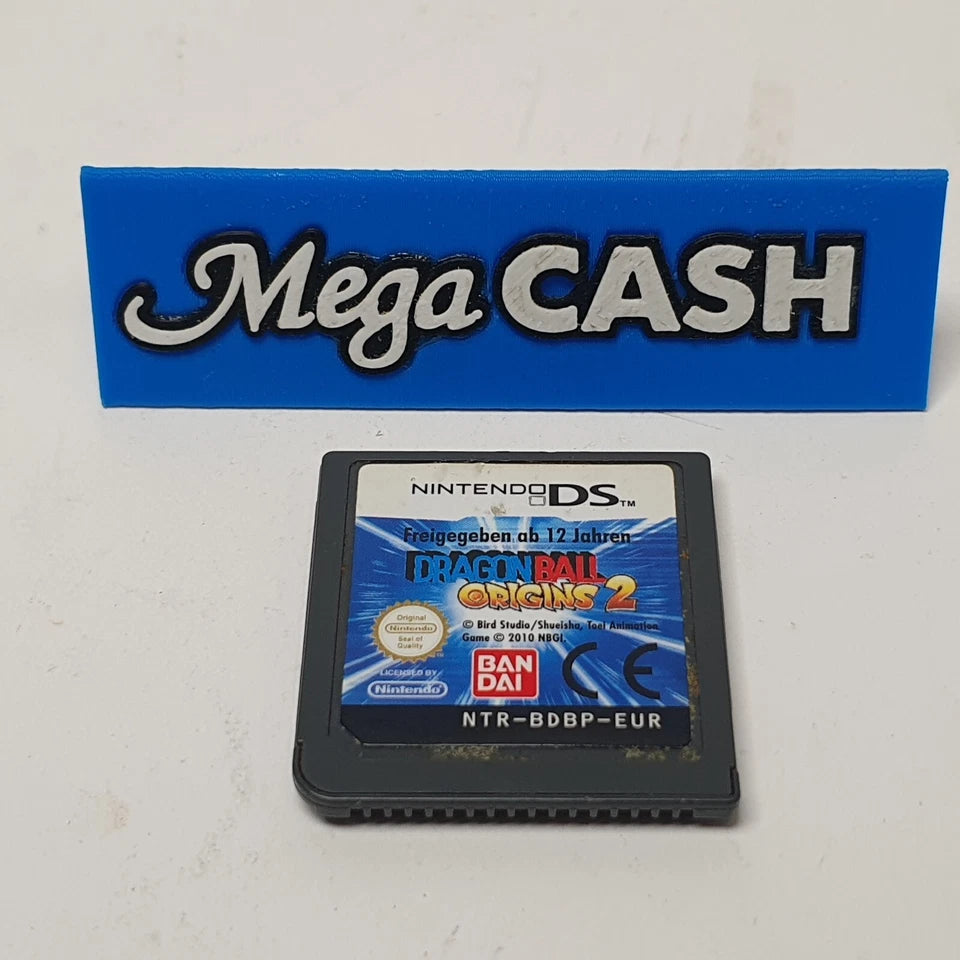 Mega CASH
NINTENDO DS™
Freigegeben ab 12 Jahren
DRAGON BALL
ORIGINS 2
© Bird Studio/Shueisha, Toei Animation
Game © 2010 NBGI.
Original
Nintendo
Seal of
Quality
LICENSED BY
Nintendo
BAN
DAI
CE
NTR-BDBP-EUR